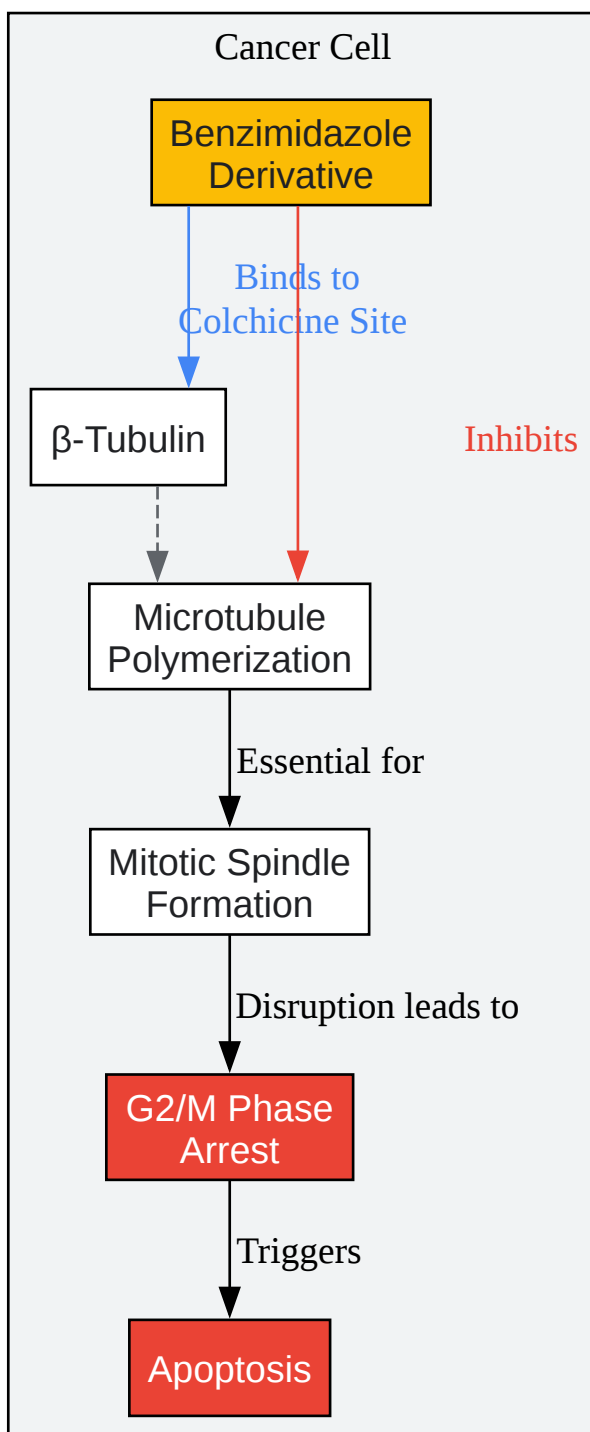 Cancer Cell
Benzimidazole
Derivative
Binds to
Colchicine Site
β-Tubulin
Inhibits
Microtubule
Polymerization
Essential for
Mitotic Spindle
Formation
Disruption leads to
G2/M Phase
Arrest
Triggers
Apoptosis